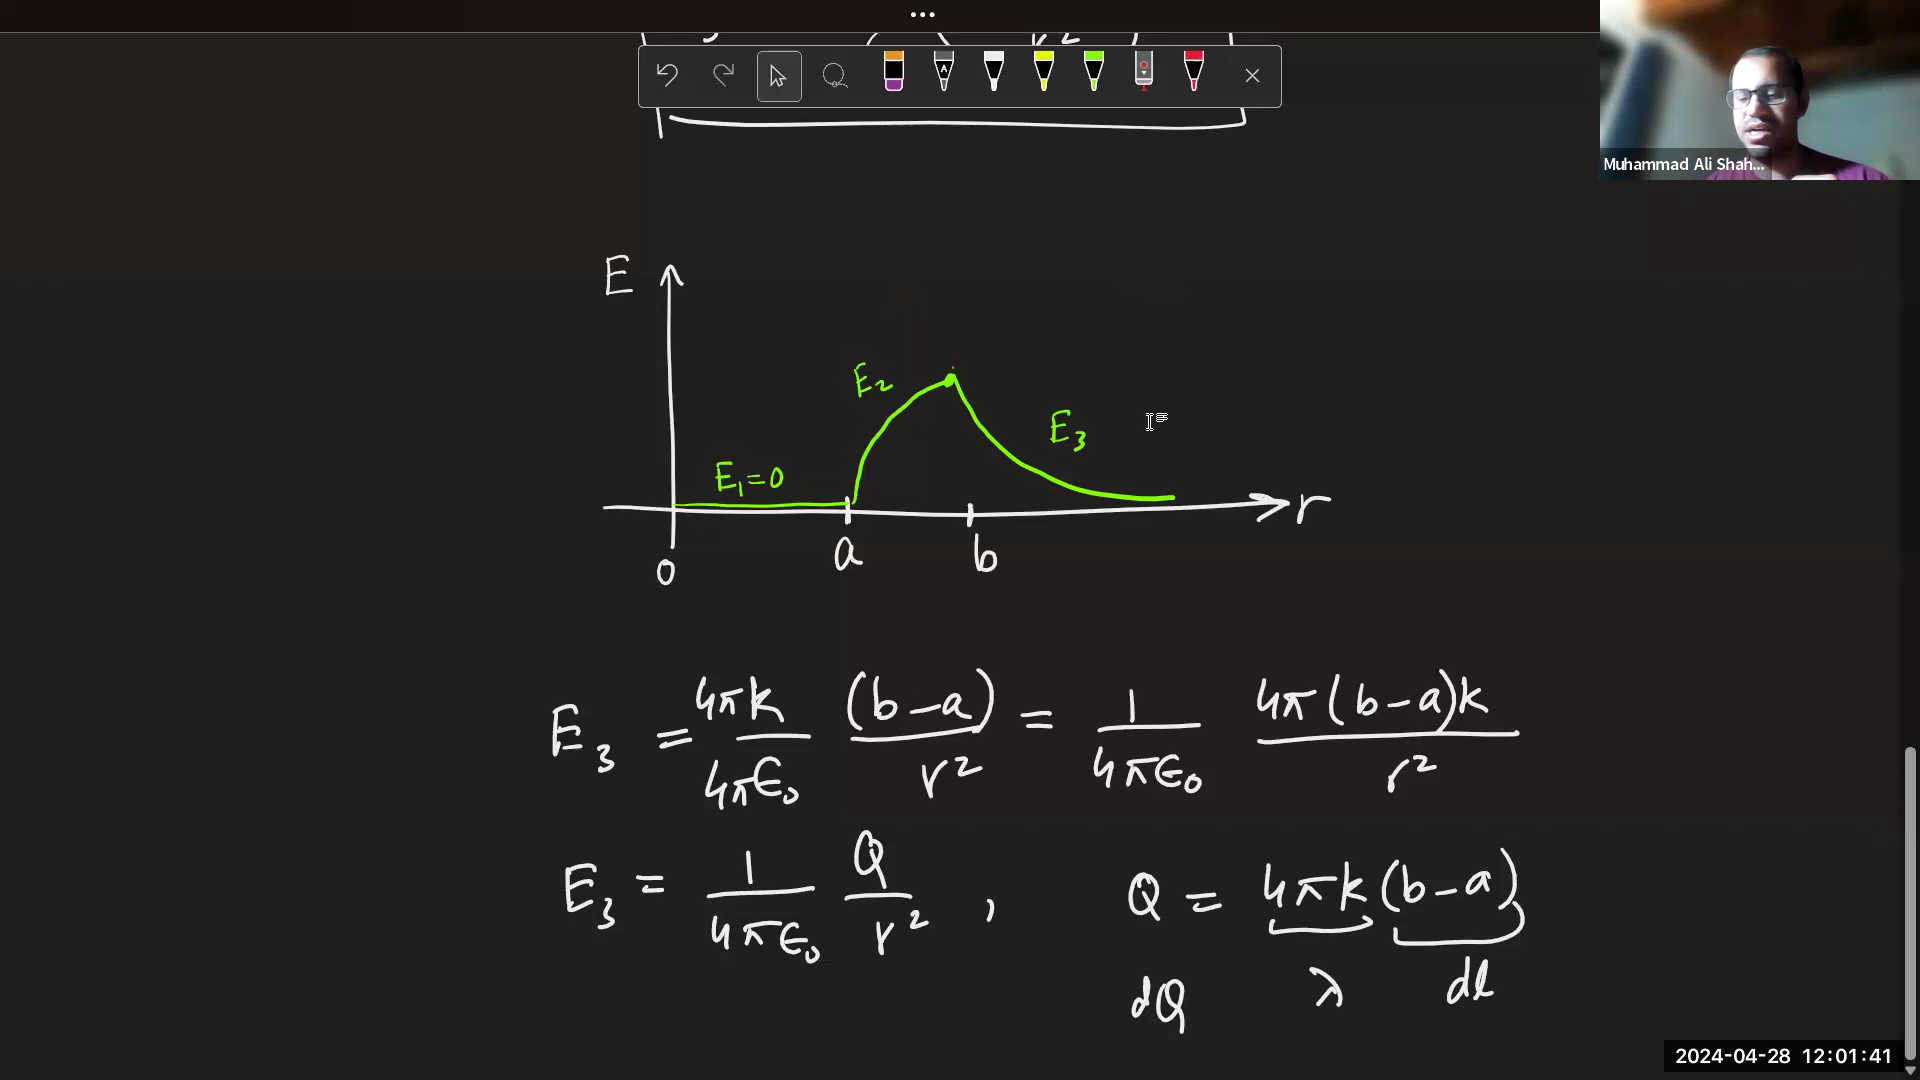 ...
Muhammad Ali Shah...
E
E₂
E₃
E₁=0
r
a
b
0
E₃ = 4πk/4πϵ₀ (b-a)/r² = 1/4πϵ₀ 4π(b-a)k/r²
E₃ = 1/4πϵ₀ Q/r² , Q = 4πk(b-a)
dQ λ dl
2024-04-28 12:01:41